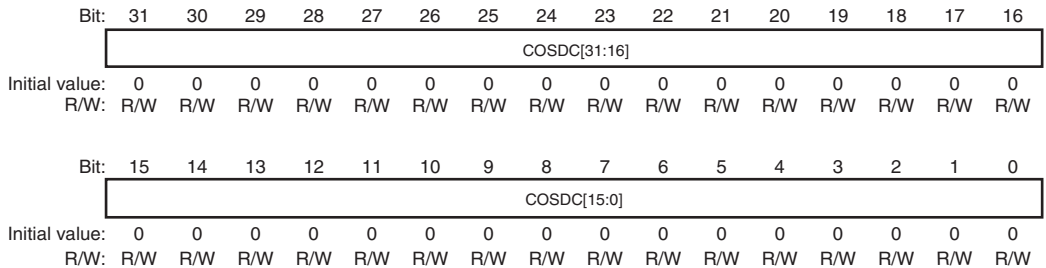 Bit: 31 30 29 28 27 26 25 24 23 22 21 20 19 18 17 16
COSDC[31:16]
Initial value: 0 0 0 0 0 0 0 0 0 0 0 0 0 0 0 0
R/W: R/W R/W R/W R/W R/W R/W R/W R/W R/W R/W R/W R/W R/W R/W R/W R/W
Bit: 15 14 13 12 11 10 9 8 7 6 5 4 3 2 1 0
COSDC[15:0]
Initial value: 0 0 0 0 0 0 0 0 0 0 0 0 0 0 0 0
R/W: R/W R/W R/W R/W R/W R/W R/W R/W R/W R/W R/W R/W R/W R/W R/W R/W